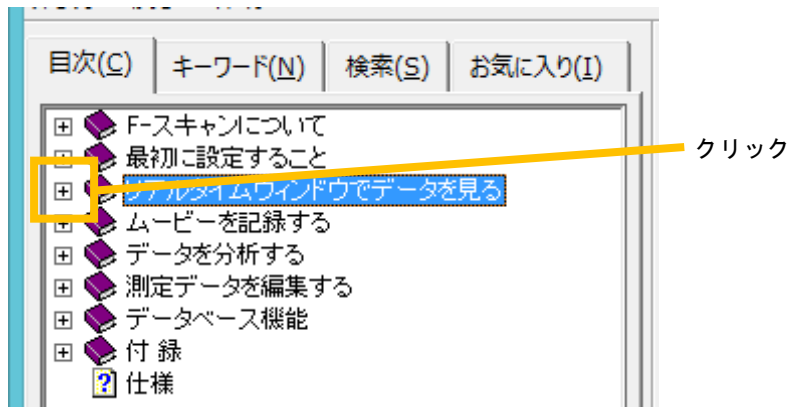 目次(C) キーワード(N) 検索(S) お気に入り(I)
F-スキャンについて
最初に設定すること
クリック
リアルタイムウィンドウでデータを見る
ムービーを記録する
データを分析する
測定データを編集する
データベース機能
付 録
仕様